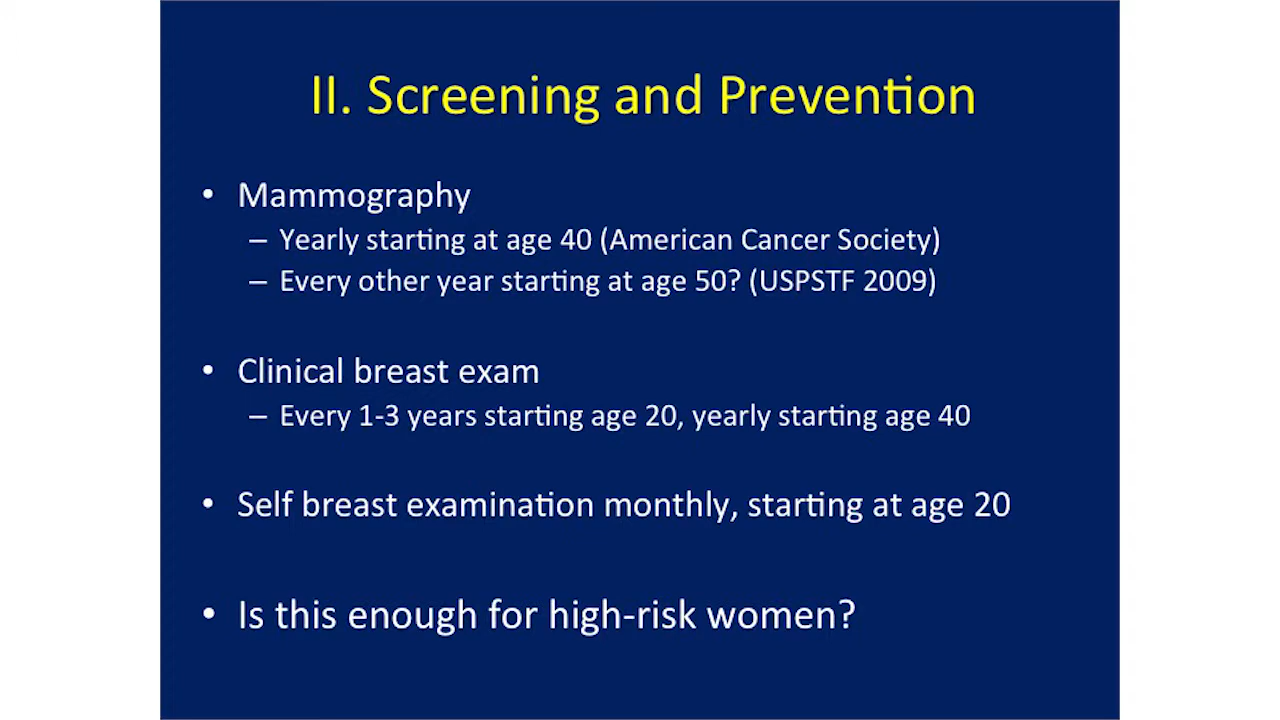 II. Screening and Prevention
• Mammography
– Yearly starting at age 40 (American Cancer Society)
– Every other year starting at age 50? (USPSTF 2009)
• Clinical breast exam
– Every 1-3 years starting age 20, yearly starting age 40
• Self breast examination monthly, starting at age 20
• Is this enough for high-risk women?